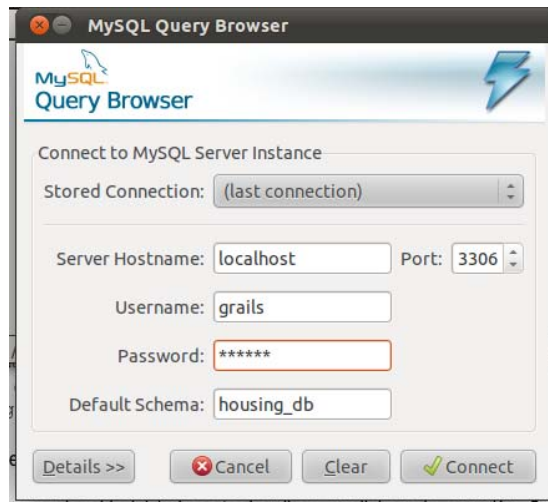 MySQL Query Browser
MySQL
Query Browser
Connect to MySQL Server Instance
Stored Connection: (last connection)
Server Hostname: localhost Port: 3306
Username: grails
Password: ******
Default Schema: housing_db
Details >> Cancel Clear Connect